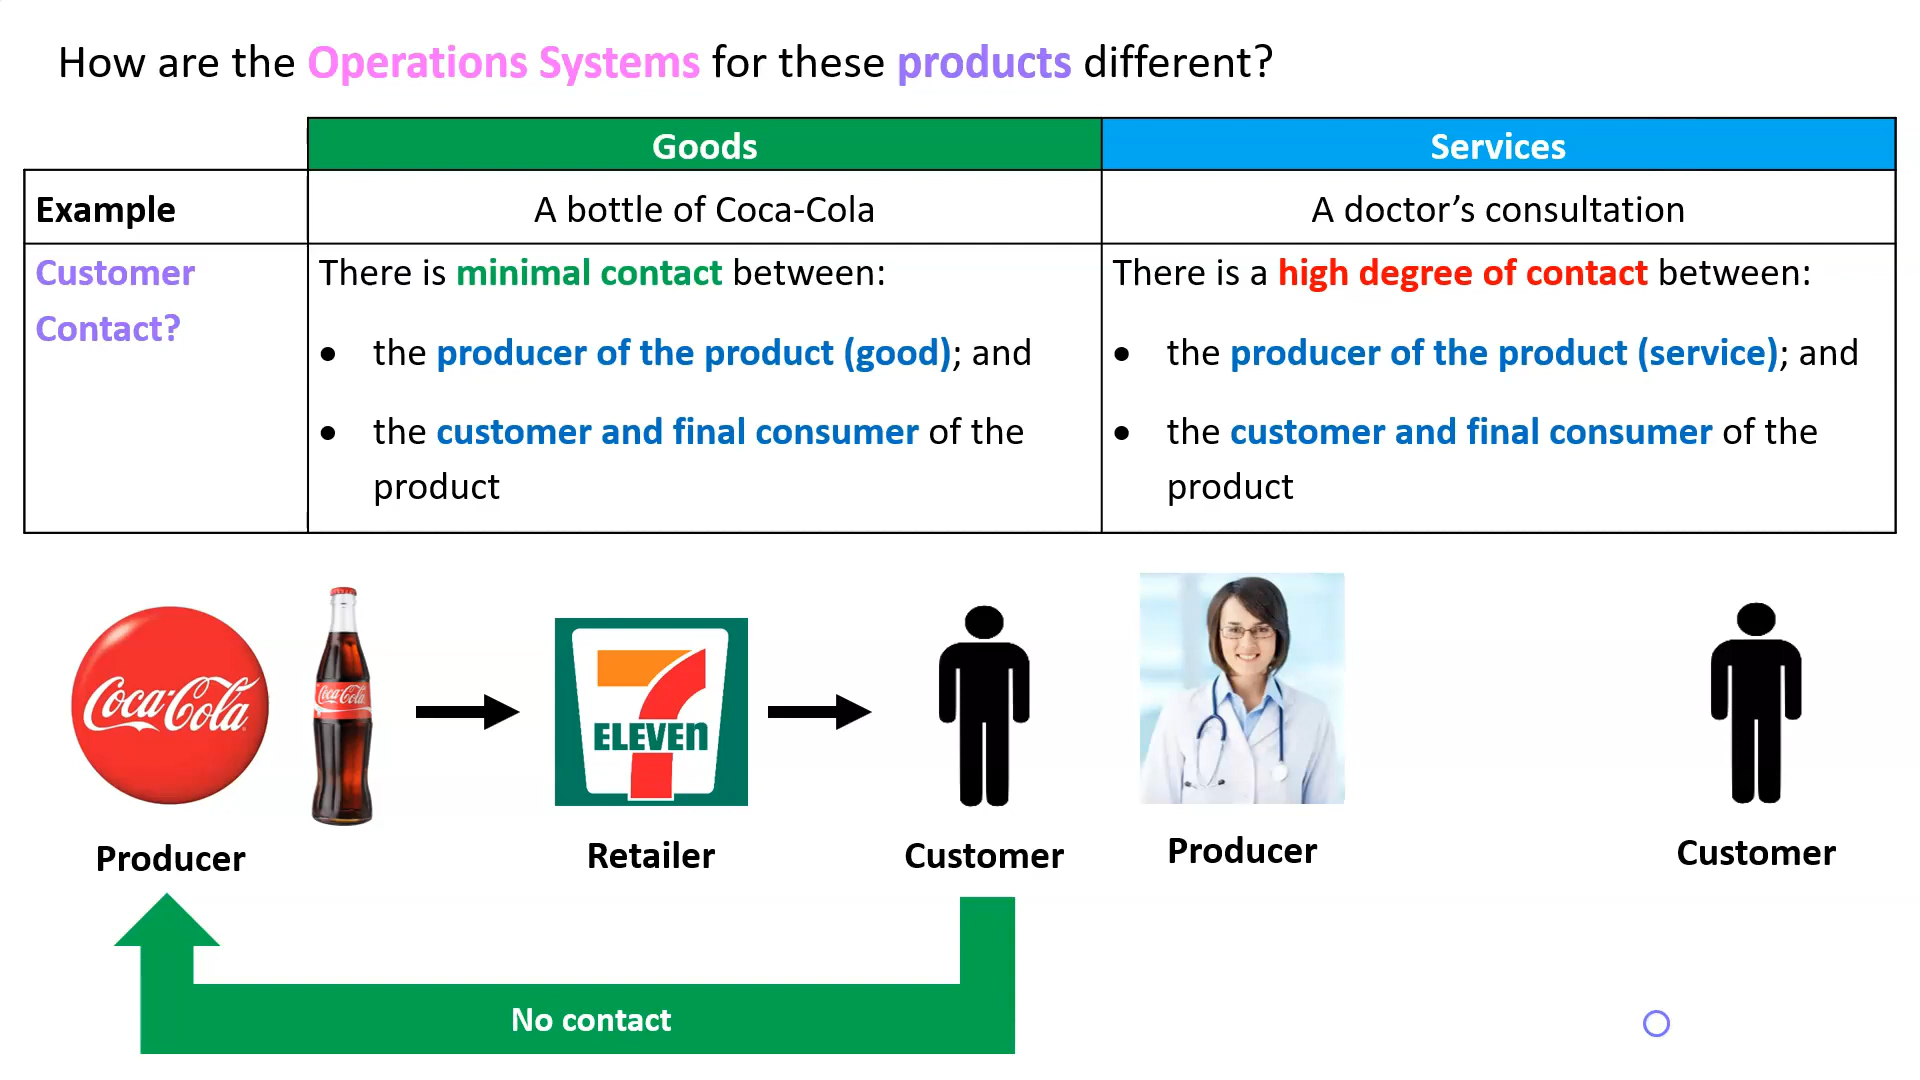 How are the Operations Systems for these products different?
Goods
Services
Example
A bottle of Coca-Cola
A doctor’s consultation
Customer
Contact?
There is minimal contact between:
• the producer of the product (good); and
• the customer and final consumer of the
product
There is a high degree of contact between:
• the producer of the product (service); and
• the customer and final consumer of the
product
Coca-Cola
Coca-Cola
7
ELEVEn
Producer
Retailer
Customer
Producer
Customer
No contact